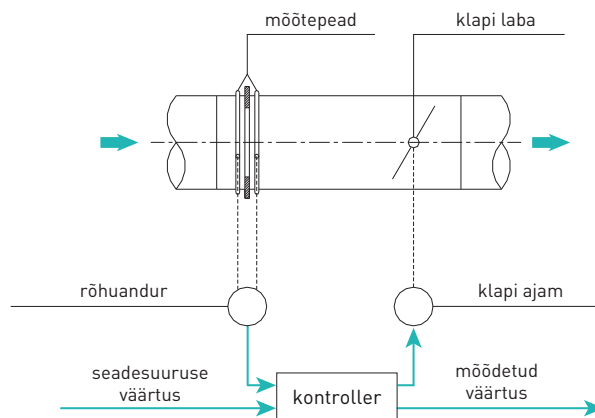 mõõtepead
klapi laba
rõhuandur
klapi ajam
seadesuuruse
väärtus
kontroller
mõõdetud
väärtus